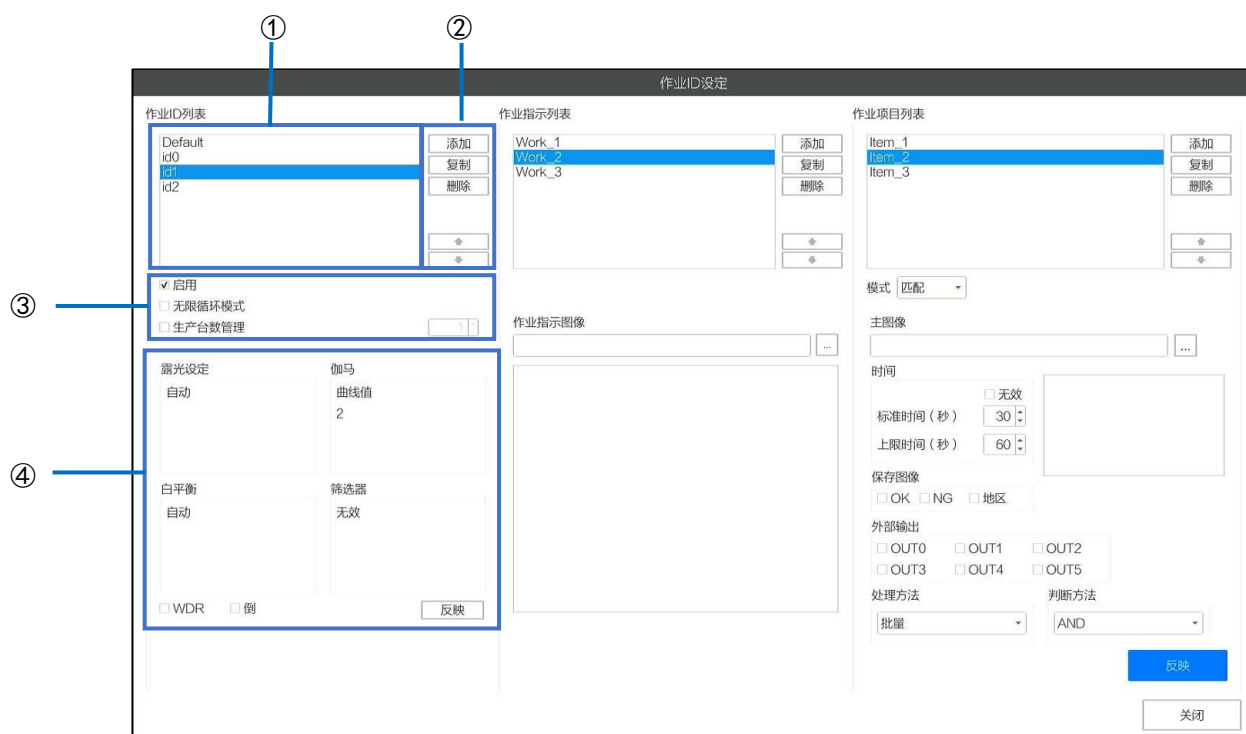 ① ②
作业ID设定
作业ID列表
Default
id0
id1
id2
添加
复制
删除
③
启用
无限循环模式
生产台数管理 1
④
露光设定
自动
伽马
曲线值
2
白平衡
自动
筛选器
无效
WDR 倒 反映
作业指示列表
Work_1
Work_2
Work_3
添加
复制
删除
作业指示图像
...
作业项目列表
Item_1
Item_2
Item_3
添加
复制
删除
模式 匹配
主图像
...
时间
无效
标准时间（秒） 30
上限时间（秒） 60
保存图像
OK NG 地区
外部输出
OUT0 OUT1 OUT2
OUT3 OUT4 OUT5
处理方法 判断方法
批量 AND
反映
关闭